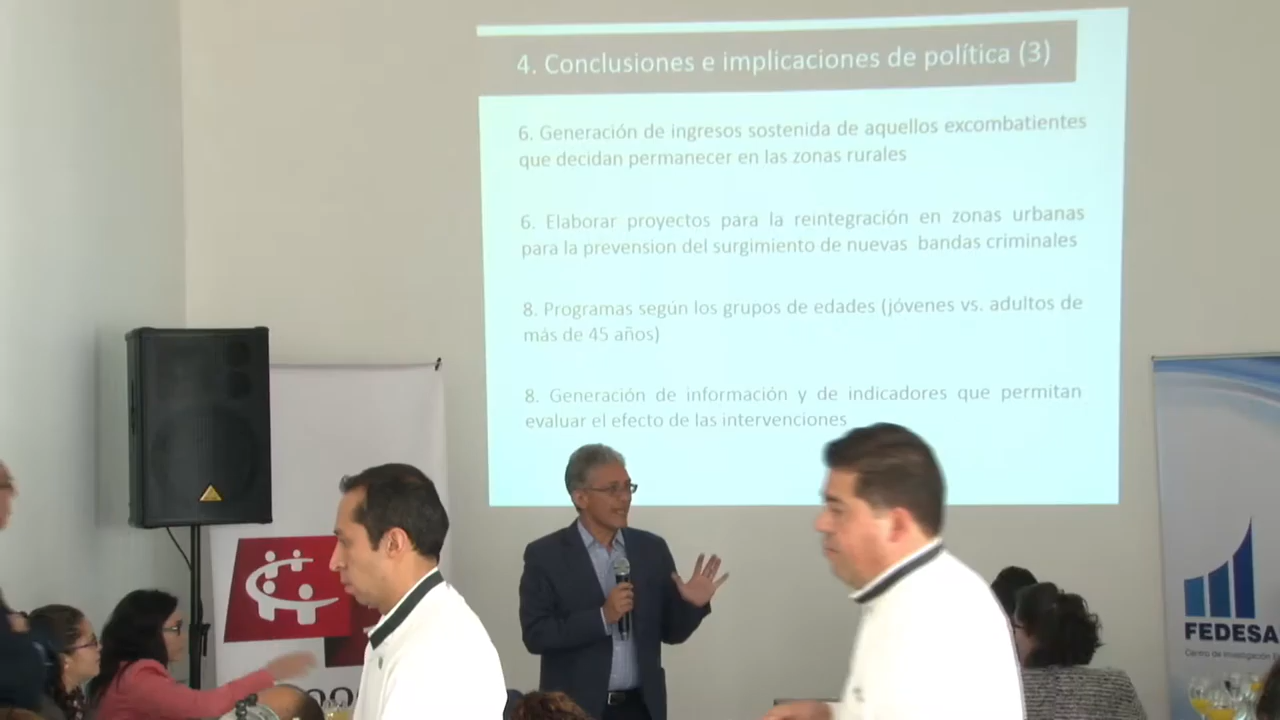 4. Conclusiones e implicaciones de política (3)
6. Generación de ingresos sostenida de aquellos excombatientes
que decidan permanecer en las zonas rurales
6. Elaborar proyectos para la reintegración en zonas urbanas
para la prevension del surgimiento de nuevas bandas criminales
8. Programas según los grupos de edades (jóvenes vs. adultos de
más de 45 años)
8. Generación de información y de indicadores que permitan
evaluar el efecto de las intervenciones
FEDESA
Centro de Investigación